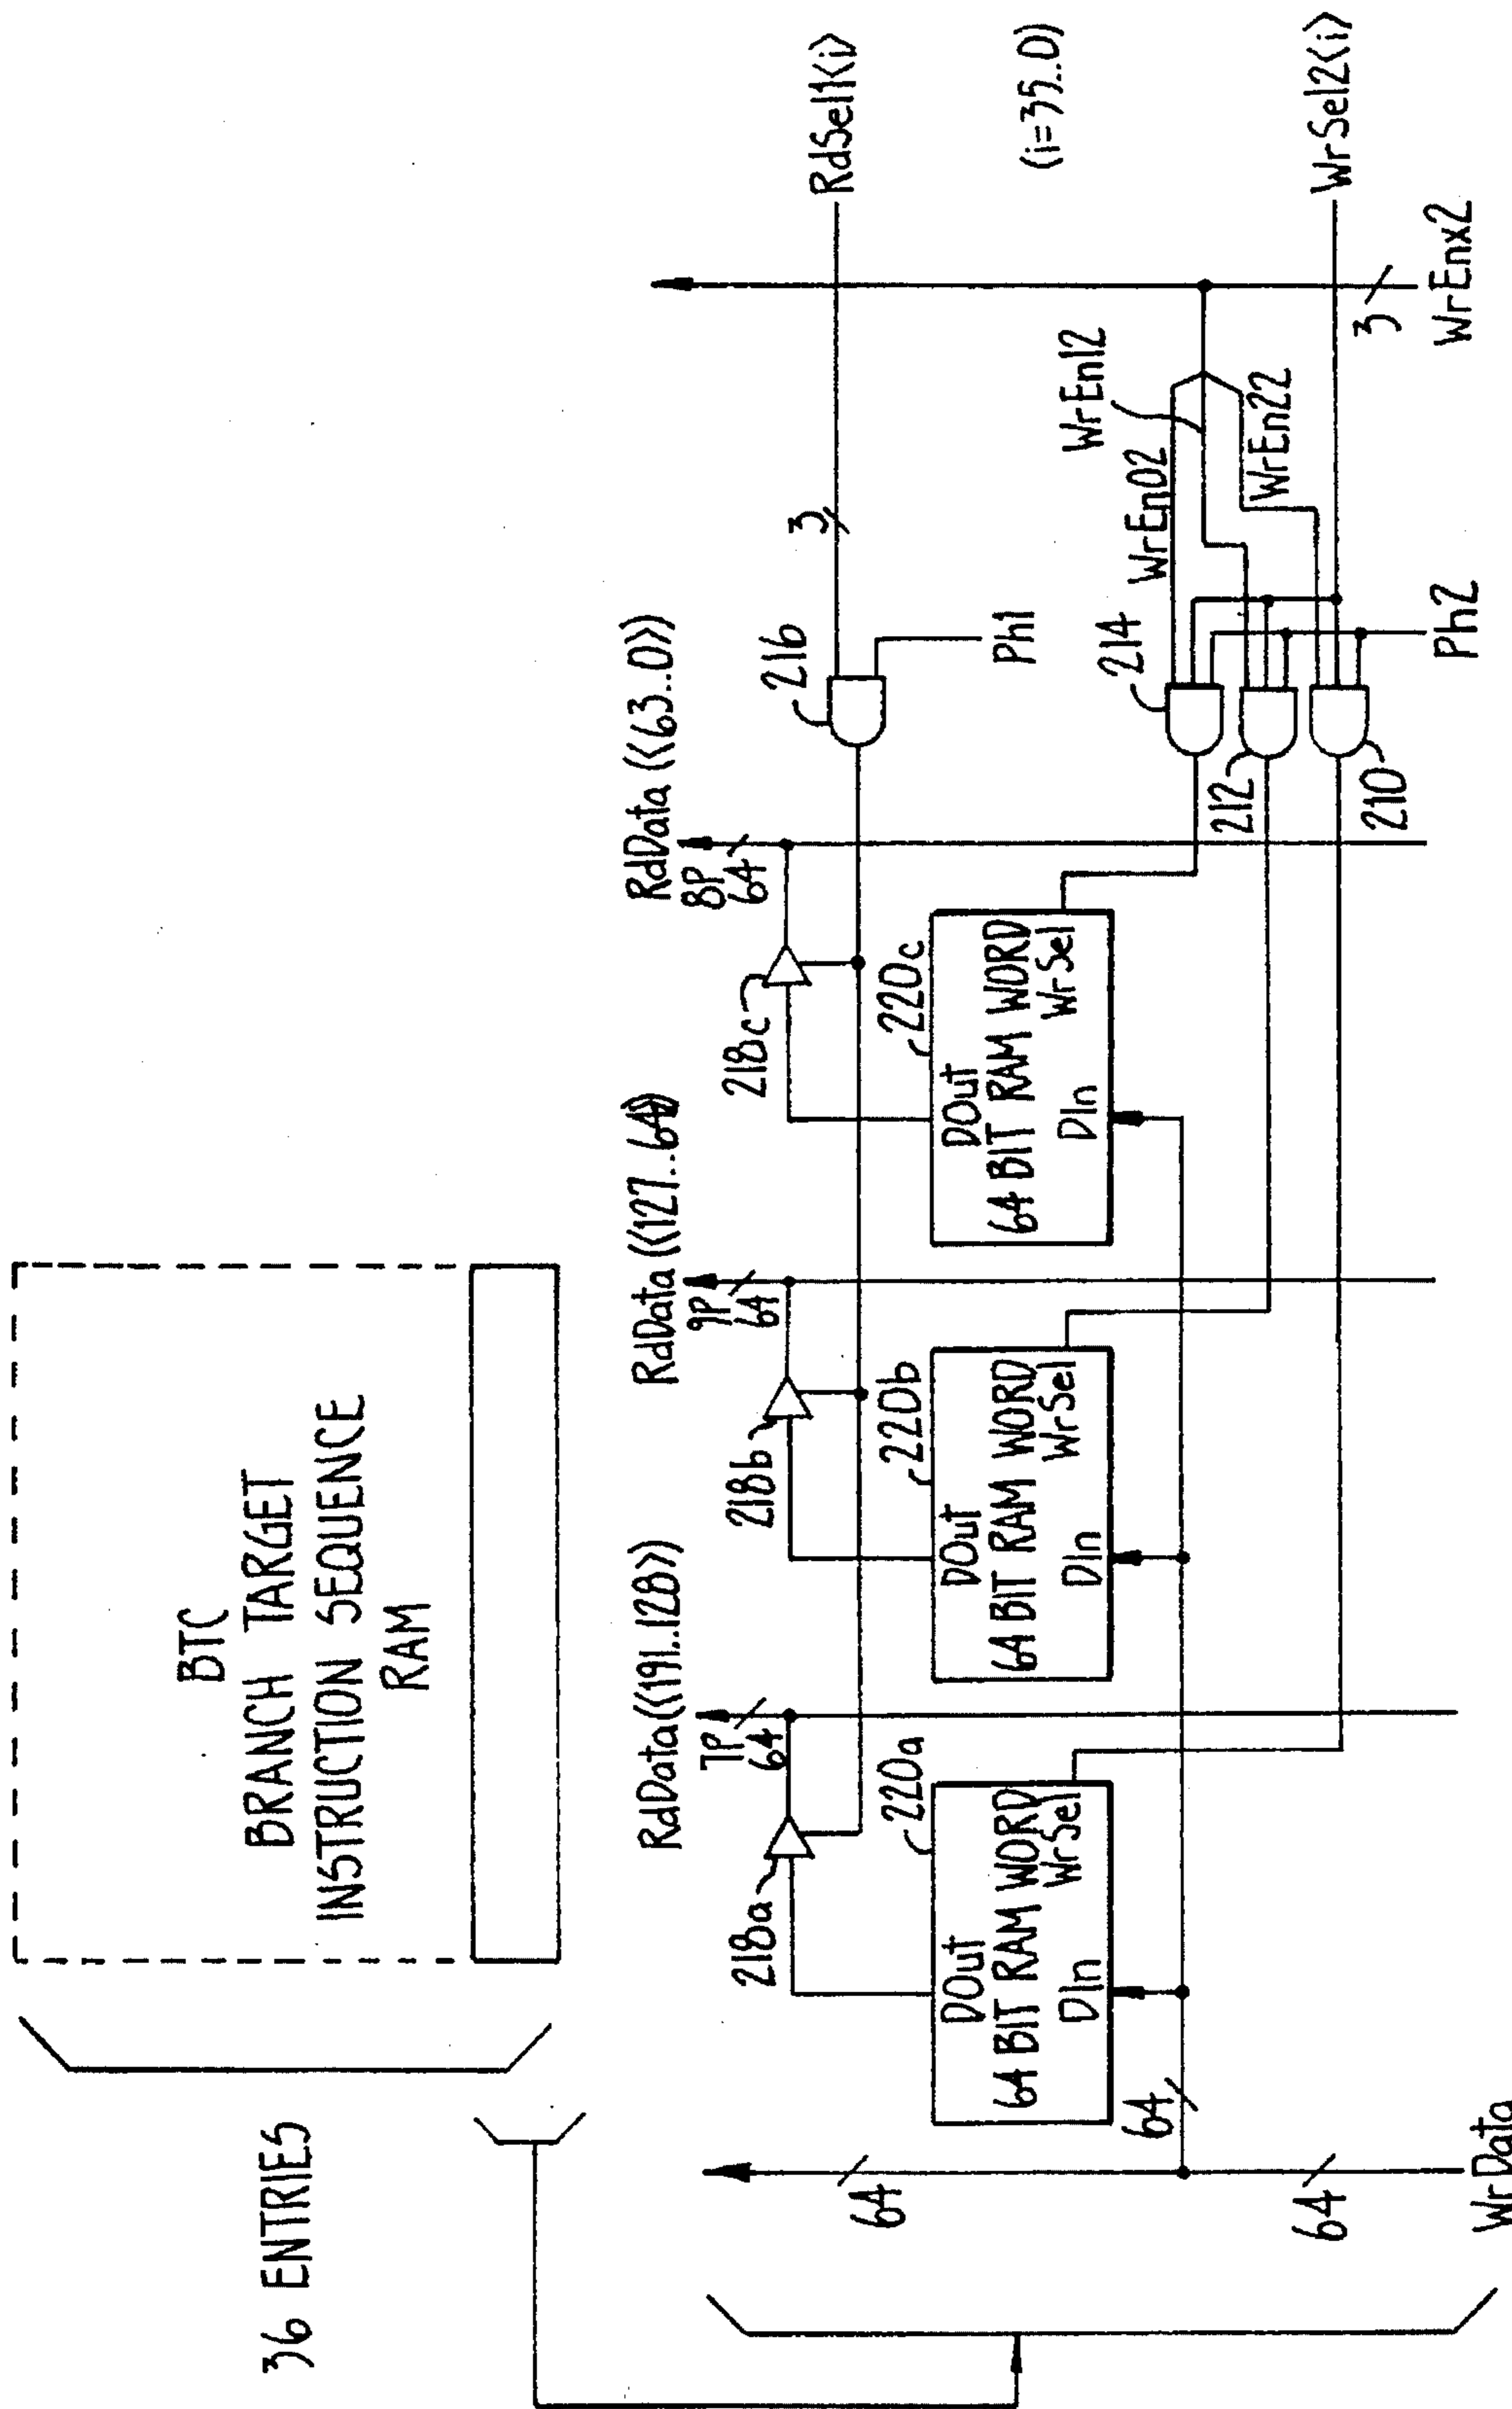 36 ENTRIES
BTC
BRANCH TARGET
INSTRUCTION SEQUENCE
RAM
RdData(<191..128>)
7P
64
RdData(<127..64>)
9P
64
RdData(<63..0>)
8P
64
218a
218b
218c
216
3
RdSel1<i>
Ph1
(i=35..0)
220a
DOut
64 BIT RAM WORD
WrSel
DIn
220b
DOut
64 BIT RAM WORD
WrSel
DIn
220c
DOut
64 BIT RAM WORD
WrSel
DIn
64
64
64
WrData
214
212
210
WrEn02
WrEn12
WrEn22
Ph2
WrSel2<i>
3
WrEnx2